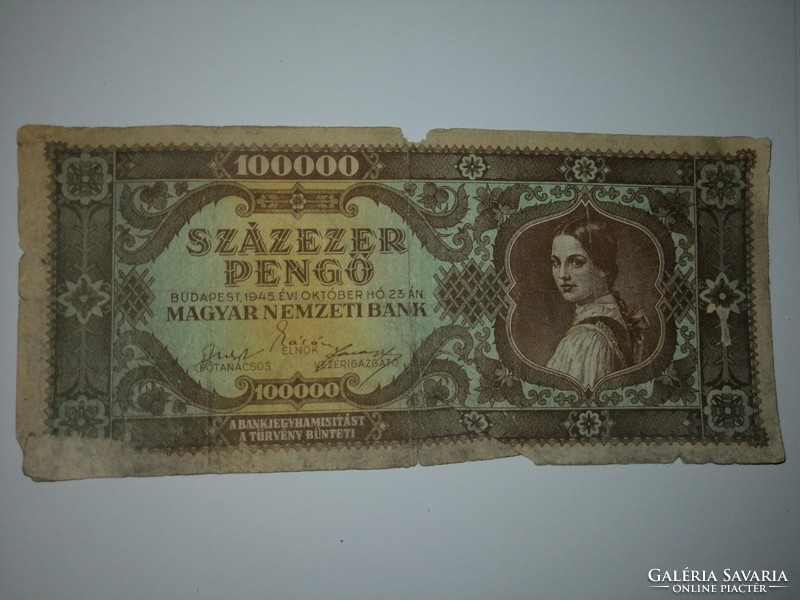 100000
SZÁZEZER
PENGŐ
BUDAPEST, 1945. ÉVI OKTÓBER HÓ 23-ÁN
MAGYAR NEMZETI BANK
ELNÖK
FŐTANÁCSOS
VEZÉRIGAZGATÓ
100000
A BANKJEGYHAMISÍTÁST
A TÖRVÉNY BÜNTETI
GALÉRIA SAVARIA
ONLINE PIACTÉR